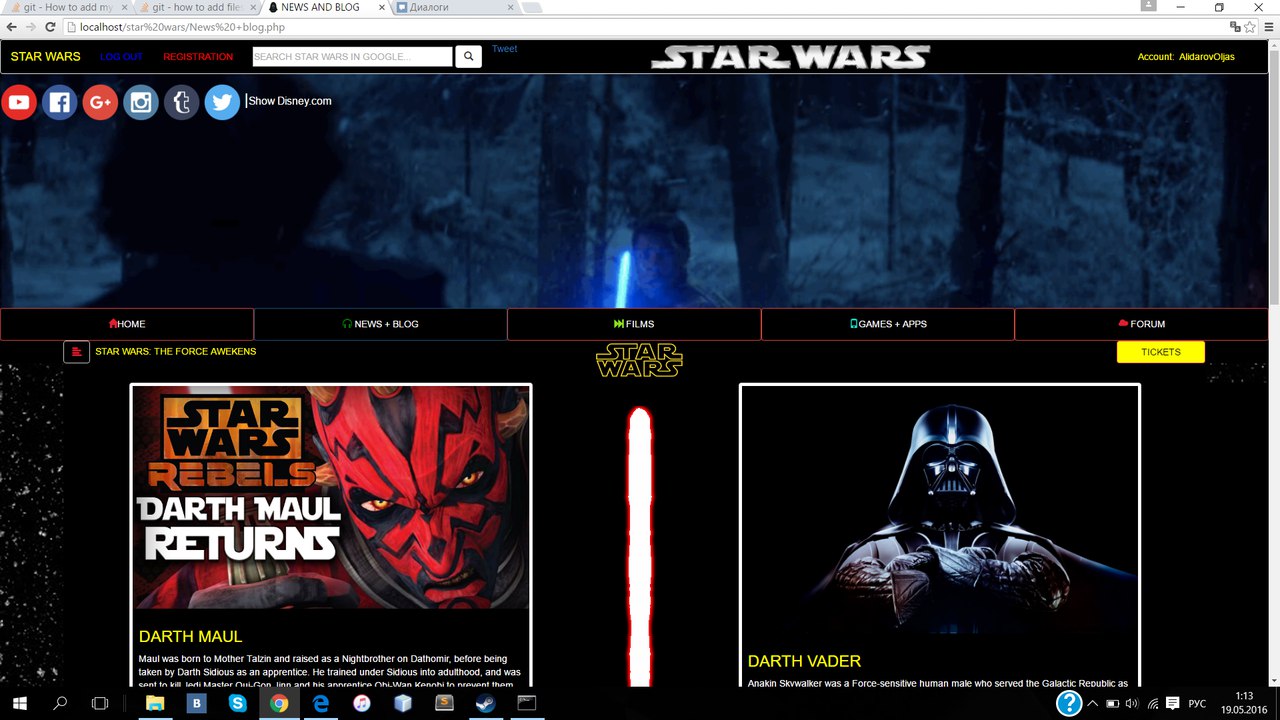 git - How to add my
git - how to add files
NEWS AND BLOG
Диалоги
localhost/star%20wars/News%20+blog.php
STAR WARS
LOG OUT
REGISTRATION
SEARCH STAR WARS IN GOOGLE...
Tweet
STAR WARS
Account: AlidarovOljas
Show Disney.com
HOME
NEWS + BLOG
FILMS
GAMES + APPS
FORUM
STAR WARS: THE FORCE AWEKENS
STAR
WARS
TICKETS
STAR
WARS
REBELS
DARTH MAUL
RETURNS
DARTH MAUL
Maul was born to Mother Talzin and raised as a Nightbrother on Dathomir, before being
taken by Darth Sidious as an apprentice. He trained under Sidious into adulthood, and was
sent to kill Jedi Master Qui-Gon Jinn and his apprentice Obi-Wan Kenobi to prevent them
DARTH VADER
Anakin Skywalker was a Force-sensitive human male who served the Galactic Republic as
РУС
1:13
19.05.2016